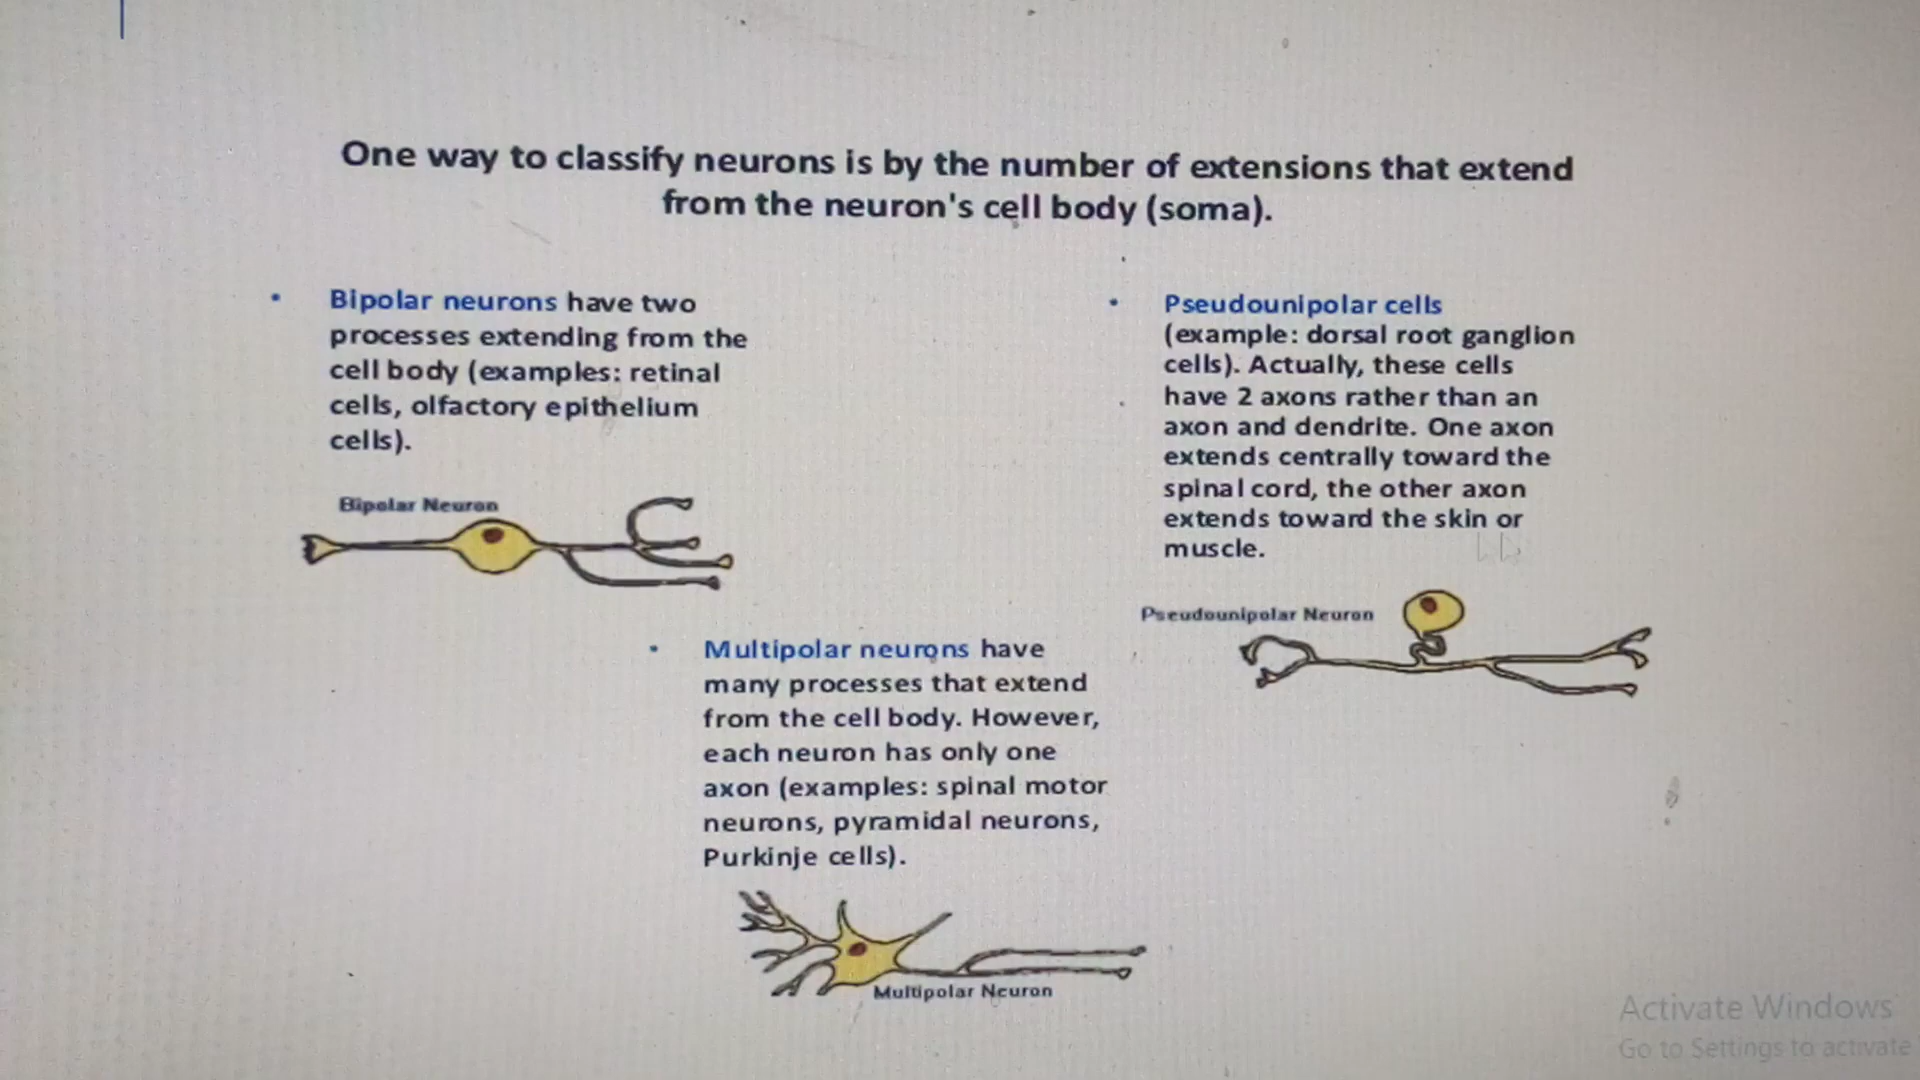 One way to classify neurons is by the number of extensions that extend
from the neuron's cell body (soma).
• Bipolar neurons have two
processes extending from the
cell body (examples: retinal
cells, olfactory epithelium
cells).
Bipolar Neuron
• Pseudounipolar cells
(example: dorsal root ganglion
cells). Actually, these cells
have 2 axons rather than an
axon and dendrite. One axon
extends centrally toward the
spinal cord, the other axon
extends toward the skin or
muscle.
Pseudounipolar Neuron
• Multipolar neurons have
many processes that extend
from the cell body. However,
each neuron has only one
axon (examples: spinal motor
neurons, pyramidal neurons,
Purkinje cells).
Multipolar Neuron
Activate Windows
Go to Settings to activate